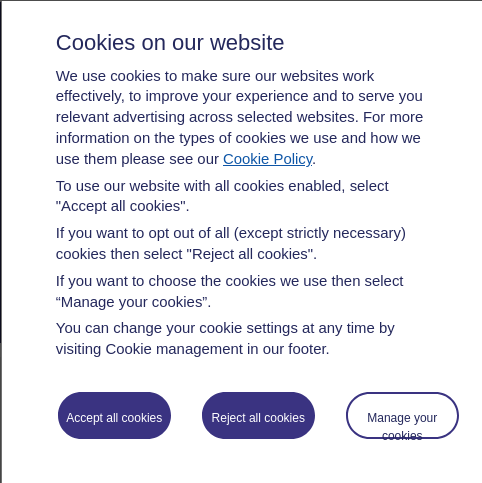 Cookies on our website
We use cookies to make sure our websites work
effectively, to improve your experience and to serve you
relevant advertising across selected websites. For more
information on the types of cookies we use and how we
use them please see our Cookie Policy.
To use our website with all cookies enabled, select
"Accept all cookies".
If you want to opt out of all (except strictly necessary)
cookies then select "Reject all cookies".
If you want to choose the cookies we use then select
“Manage your cookies”.
You can change your cookie settings at any time by
visiting Cookie management in our footer.
Accept all cookies
Reject all cookies
Manage your
cookies